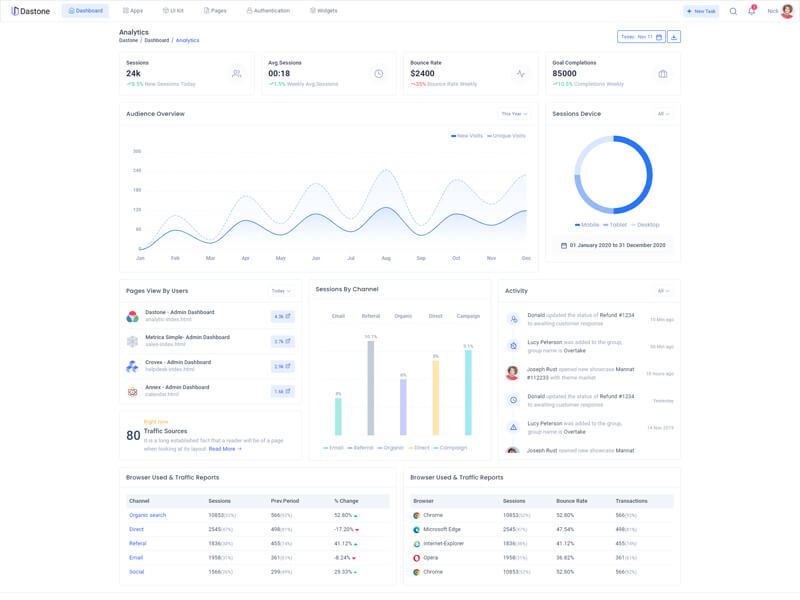 Dastone
Dashboard
Apps
UI Kit
Pages
Authentication
Widgets
+ New Task
Nick
Analytics
Dastone / Dashboard / Analytics
Today: Nov 11
Sessions
24k
8.5% New Sessions Today
Avg.Sessions
00:18
1.5% Weekly Avg.Sessions
Bounce Rate
$2400
35% Bounce Rate Weekly
Goal Completions
85000
10.5% Completions Weekly
Audience Overview
This Year
New Visits Unique Visits
300
240
180
120
60
0
Jan Feb Mar Apr May Jun Jul Aug Sep Oct Nov Dec
Sessions Device
All
Mobile Tablet Desktop
01 January 2020 to 31 December 2020
Pages View By Users
Today
Dastone - Admin Dashboard
analytic-index.html
4.3k
Metrica Simple- Admin Dashboard
sales-index.html
3.7k
Crovex - Admin Dashboard
helpdesk-index.html
2.9k
Annex - Admin Dashboard
calendar.html
1.6k
80
Right now
Traffic Sources
It is a long established fact that a reader will be of a page
when looking at its layout. Read More →
Sessions By Channel
Email Referral Organic Direct Campaign
4% 10.1% 6% 8% 9.1%
Email Referral Organic Direct Campaign
Activity
All
Donald updated the status of Refund #1234
to awaiting customer response
10 Min ago
Lucy Peterson was added to the group,
group name is Overtake
50 Min ago
Joseph Rust opened new showcase Mannat
#112233 with theme market
10 hours ago
Donald updated the status of Refund #1234
to awaiting customer response
Yesterday
Lucy Peterson was added to the group,
group name is Overtake
14 Nov 2019
Joseph Rust opened new showcase Mannat
Browser Used & Traffic Reports
Channel Sessions Prev.Period % Change
Organic search 10853(52%) 566(92%) 52.80%
Direct 2545(47%) 498(81%) -17.20%
Referal 1836(38%) 455(74%) 41.12%
Email 1958(31%) 361(61%) -8.24%
Social 1566(26%) 299(49%) 29.33%
Browser Used & Traffic Reports
Browser Sessions Bounce Rate Transactions
Chrome 10853(52%) 52.80% 566(92%)
Microsoft Edge 2545(47%) 47.54% 498(81%)
Internet-Explorer 1836(38%) 41.12% 455(74%)
Opera 1958(31%) 36.82% 361(61%)
Chrome 10853(52%) 52.80% 566(92%)